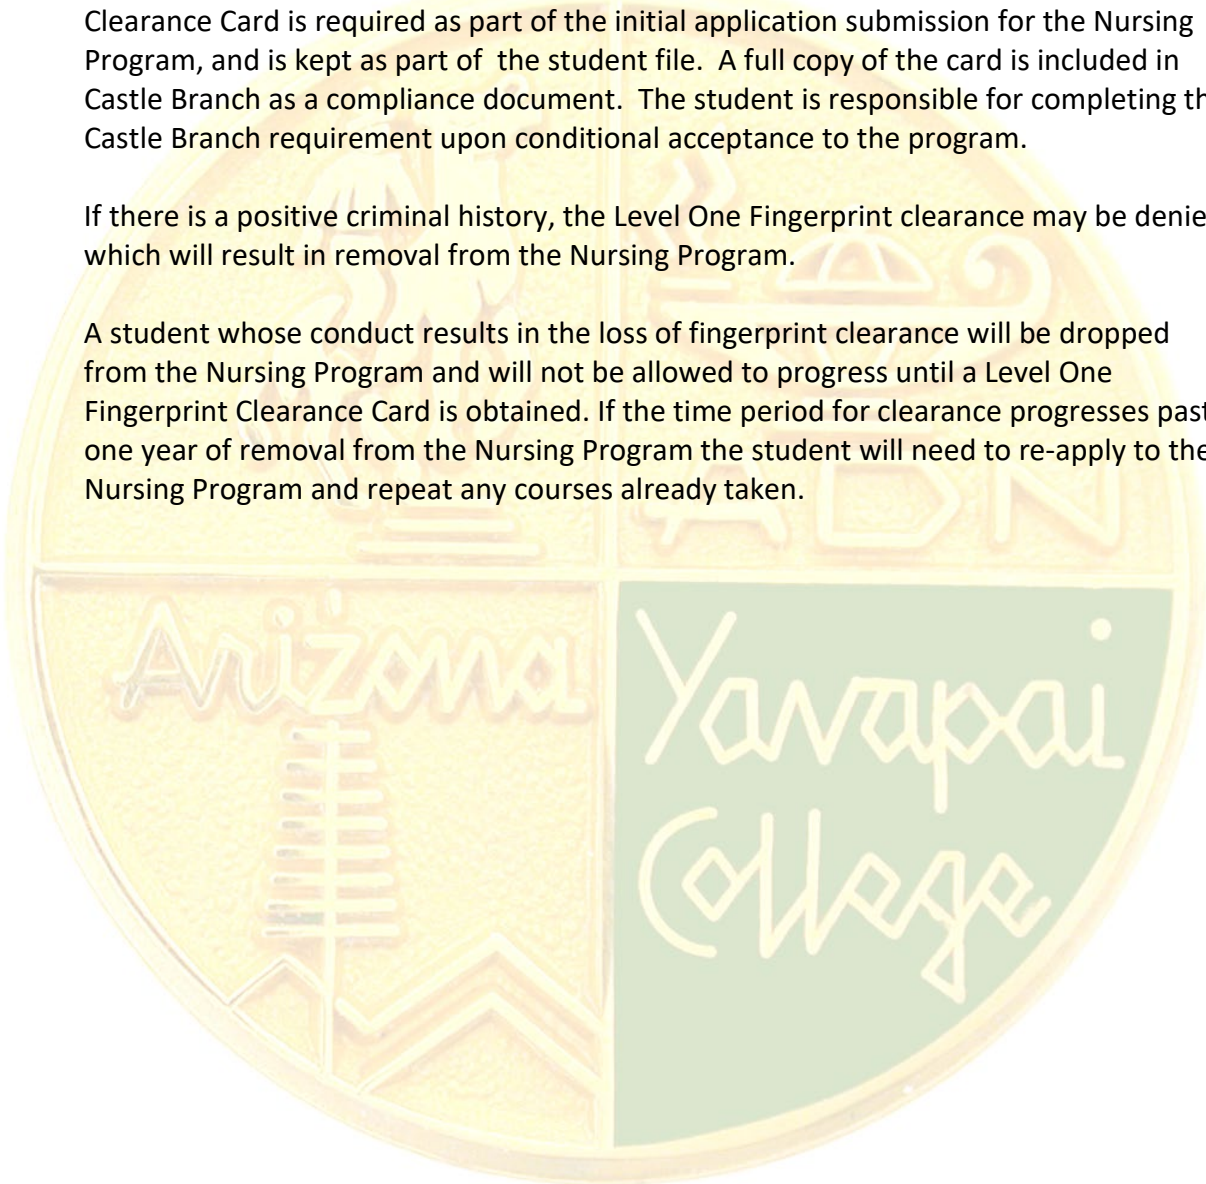 Clearance Card is required as part of the initial application submission for the Nursing
Program, and is kept as part of the student file. A full copy of the card is included in
Castle Branch as a compliance document. The student is responsible for completing th
Castle Branch requirement upon conditional acceptance to the program.
If there is a positive criminal history, the Level One Fingerprint clearance may be denie
which will result in removal from the Nursing Program.
A student whose conduct results in the loss of fingerprint clearance will be dropped
from the Nursing Program and will not be allowed to progress until a Level One
Fingerprint Clearance Card is obtained. If the time period for clearance progresses past
one year of removal from the Nursing Program the student will need to re-apply to the
Nursing Program and repeat any courses already taken.
ADN
Arizona
Yavapai
College